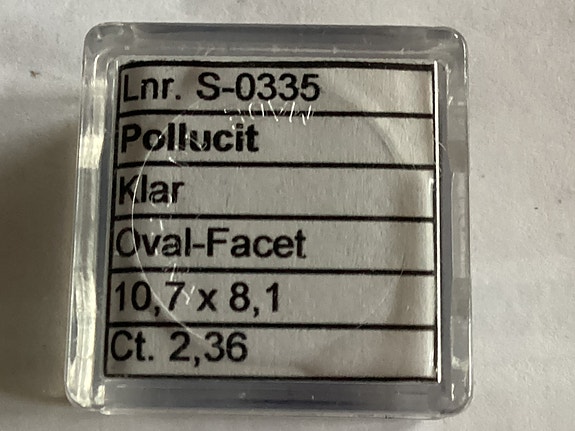 Lnr. S-0335
Pollucit
Klar
Oval-Facet
10,7 x 8,1
Ct. 2,36